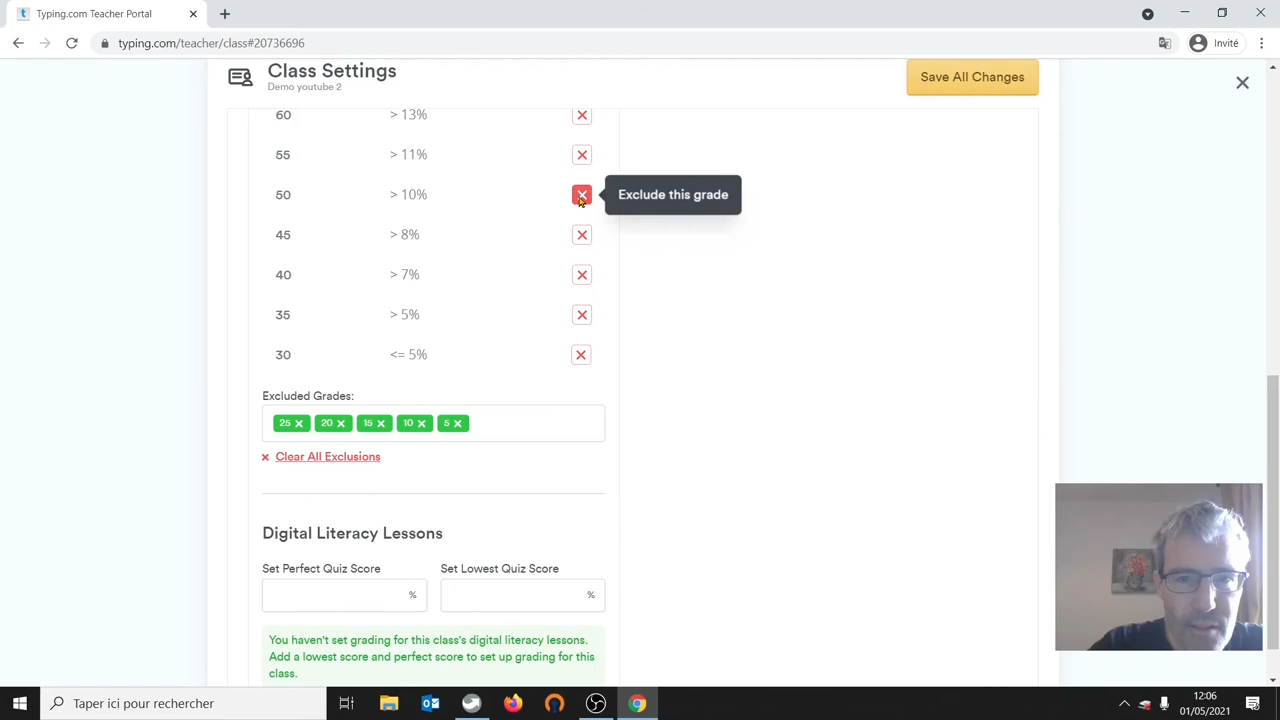 Typing.com Teacher Portal
typing.com/teacher/class#20736696
Invité
Class Settings
Demo youtube 2
Save All Changes
60 > 13%
55 > 11%
50 > 10%
Exclude this grade
45 > 8%
40 > 7%
35 > 5%
30 <= 5%
Excluded Grades:
25 20 15 10 5
Clear All Exclusions
Digital Literacy Lessons
Set Perfect Quiz Score Set Lowest Quiz Score
% %
You haven't set grading for this class's digital literacy lessons.
Add a lowest score and perfect score to set up grading for this
class.
Taper ici pour rechercher
12:06
01/05/2021